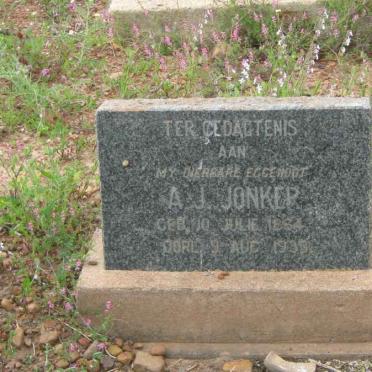 TER GEDAGTENIS
AAN
MY DIERBARE EGGENOOT
A. J. JONKER
GEB. 10 JULIE
OORL. 9 AUG.